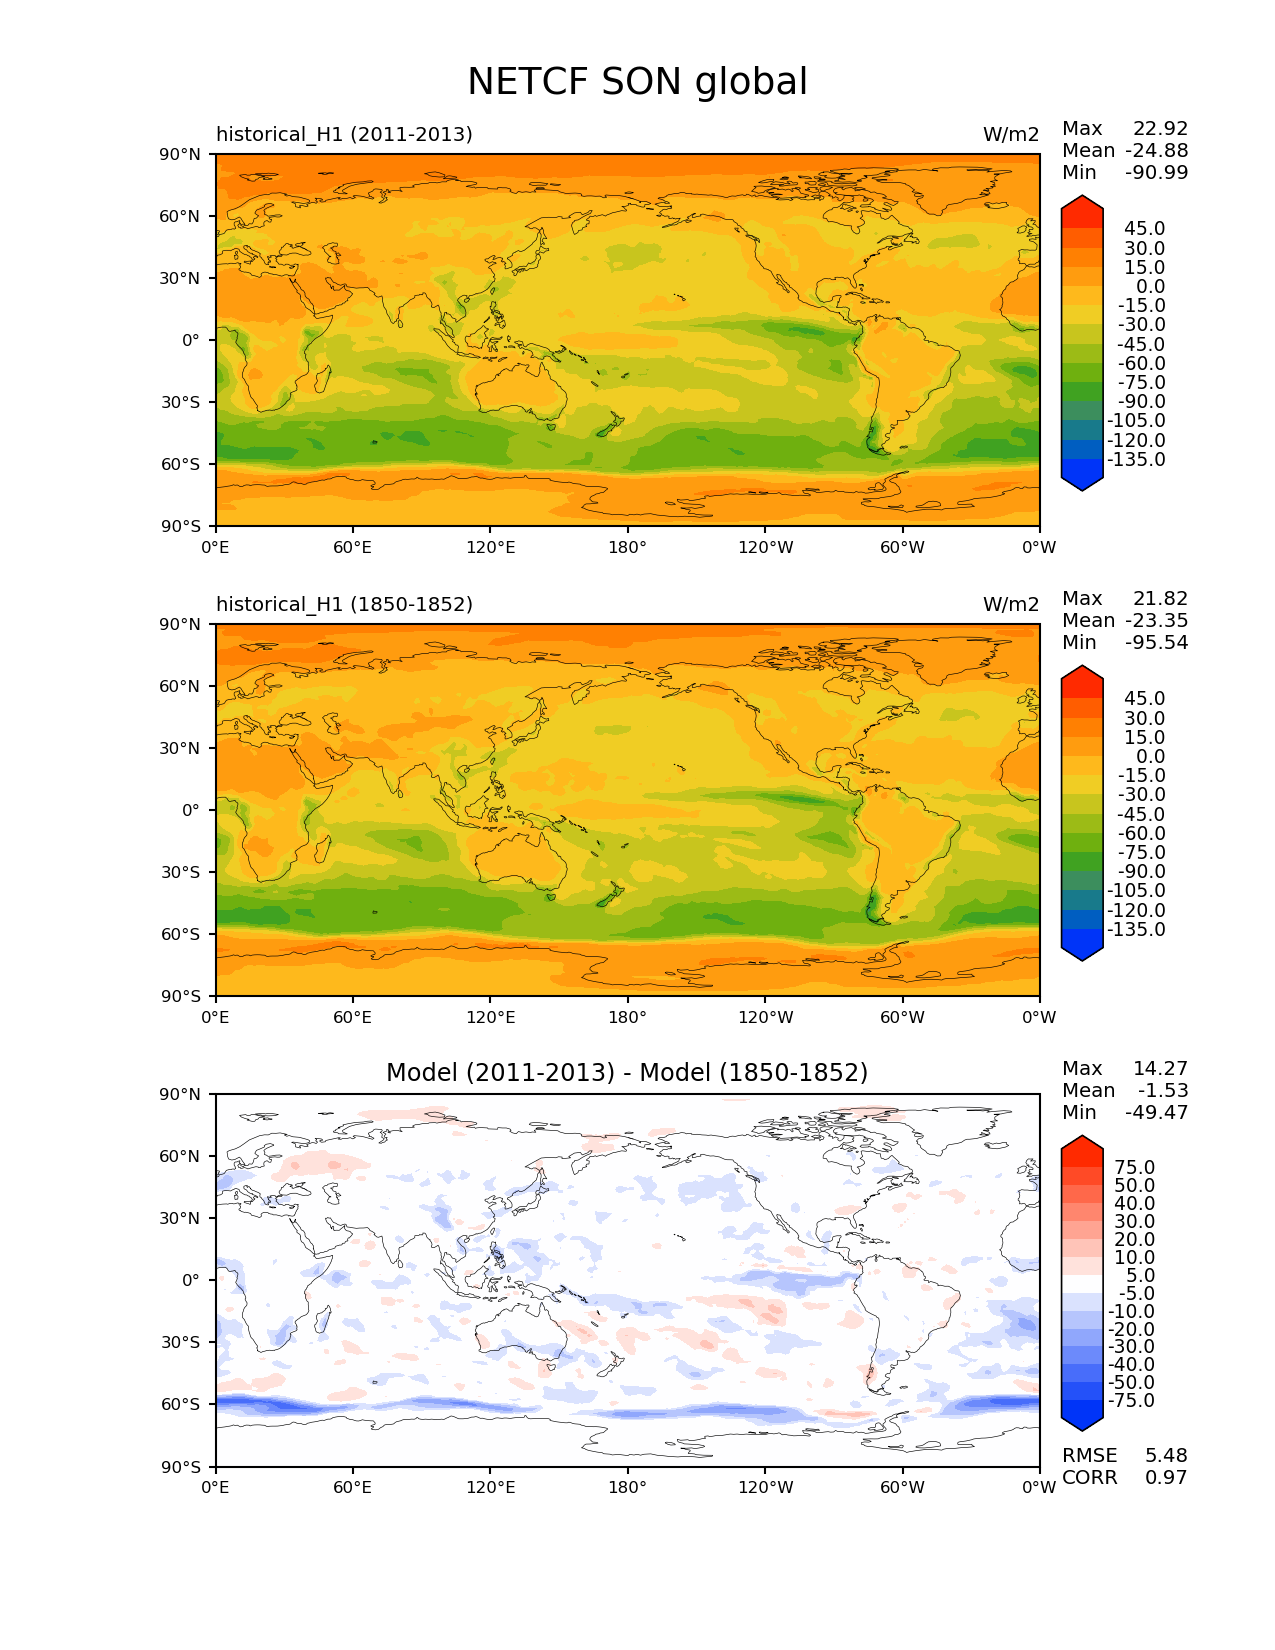 NETCF SON global
historical_H1 (2011-2013) W/m2
Max 22.92
Mean -24.88
Min -90.99
90°N
60°N
30°N
0°
30°S
60°S
90°S
0°E 60°E 120°E 180° 120°W 60°W 0°W
45.0
30.0
15.0
0.0
-15.0
-30.0
-45.0
-60.0
-75.0
-90.0
-105.0
-120.0
-135.0
historical_H1 (1850-1852) W/m2
Max 21.82
Mean -23.35
Min -95.54
90°N
60°N
30°N
0°
30°S
60°S
90°S
0°E 60°E 120°E 180° 120°W 60°W 0°W
45.0
30.0
15.0
0.0
-15.0
-30.0
-45.0
-60.0
-75.0
-90.0
-105.0
-120.0
-135.0
Model (2011-2013) - Model (1850-1852)
Max 14.27
Mean -1.53
Min -49.47
90°N
60°N
30°N
0°
30°S
60°S
90°S
0°E 60°E 120°E 180° 120°W 60°W 0°W
75.0
50.0
40.0
30.0
20.0
10.0
5.0
-5.0
-10.0
-20.0
-30.0
-40.0
-50.0
-75.0
RMSE 5.48
CORR 0.97